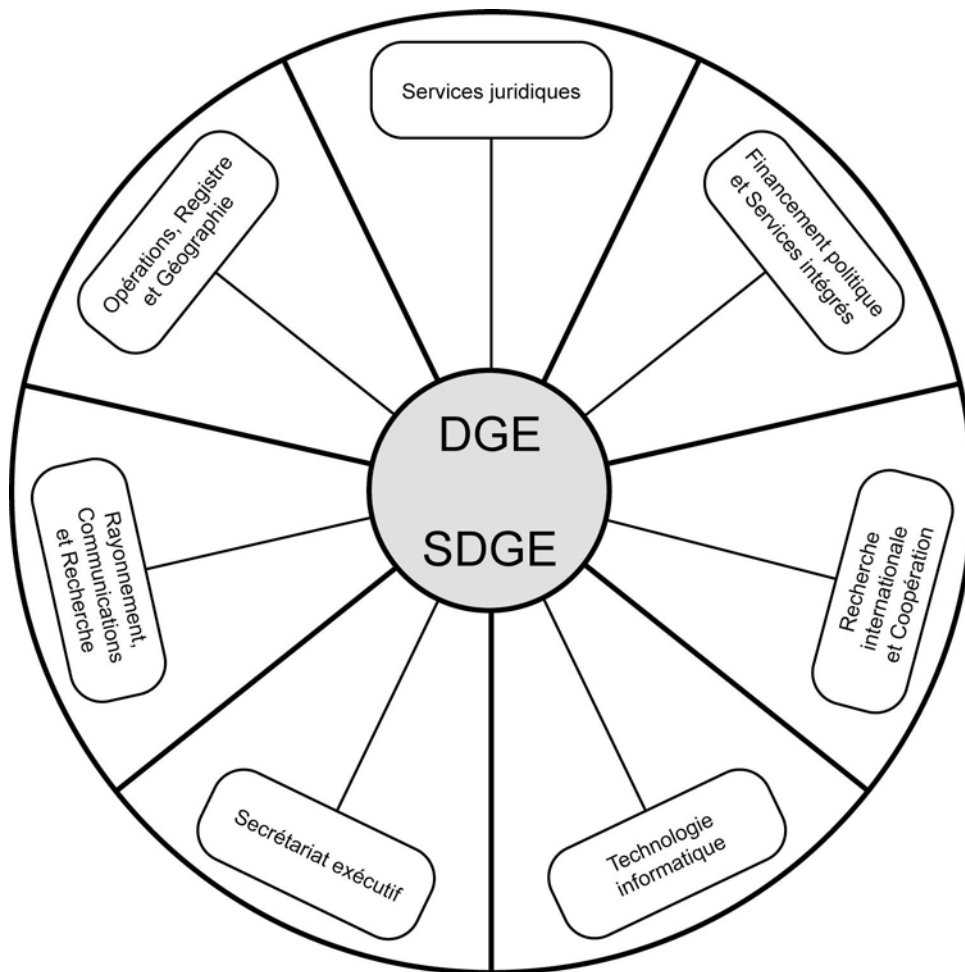 Services juridiques
Financement politique
et Services intégrés
Recherche
internationale
et Coopération
Technologie
informatique
Secrétariat exécutif
Rayonnement,
Communications
et Recherche
Opérations, Registre
et Géographie
DGE
SDGE